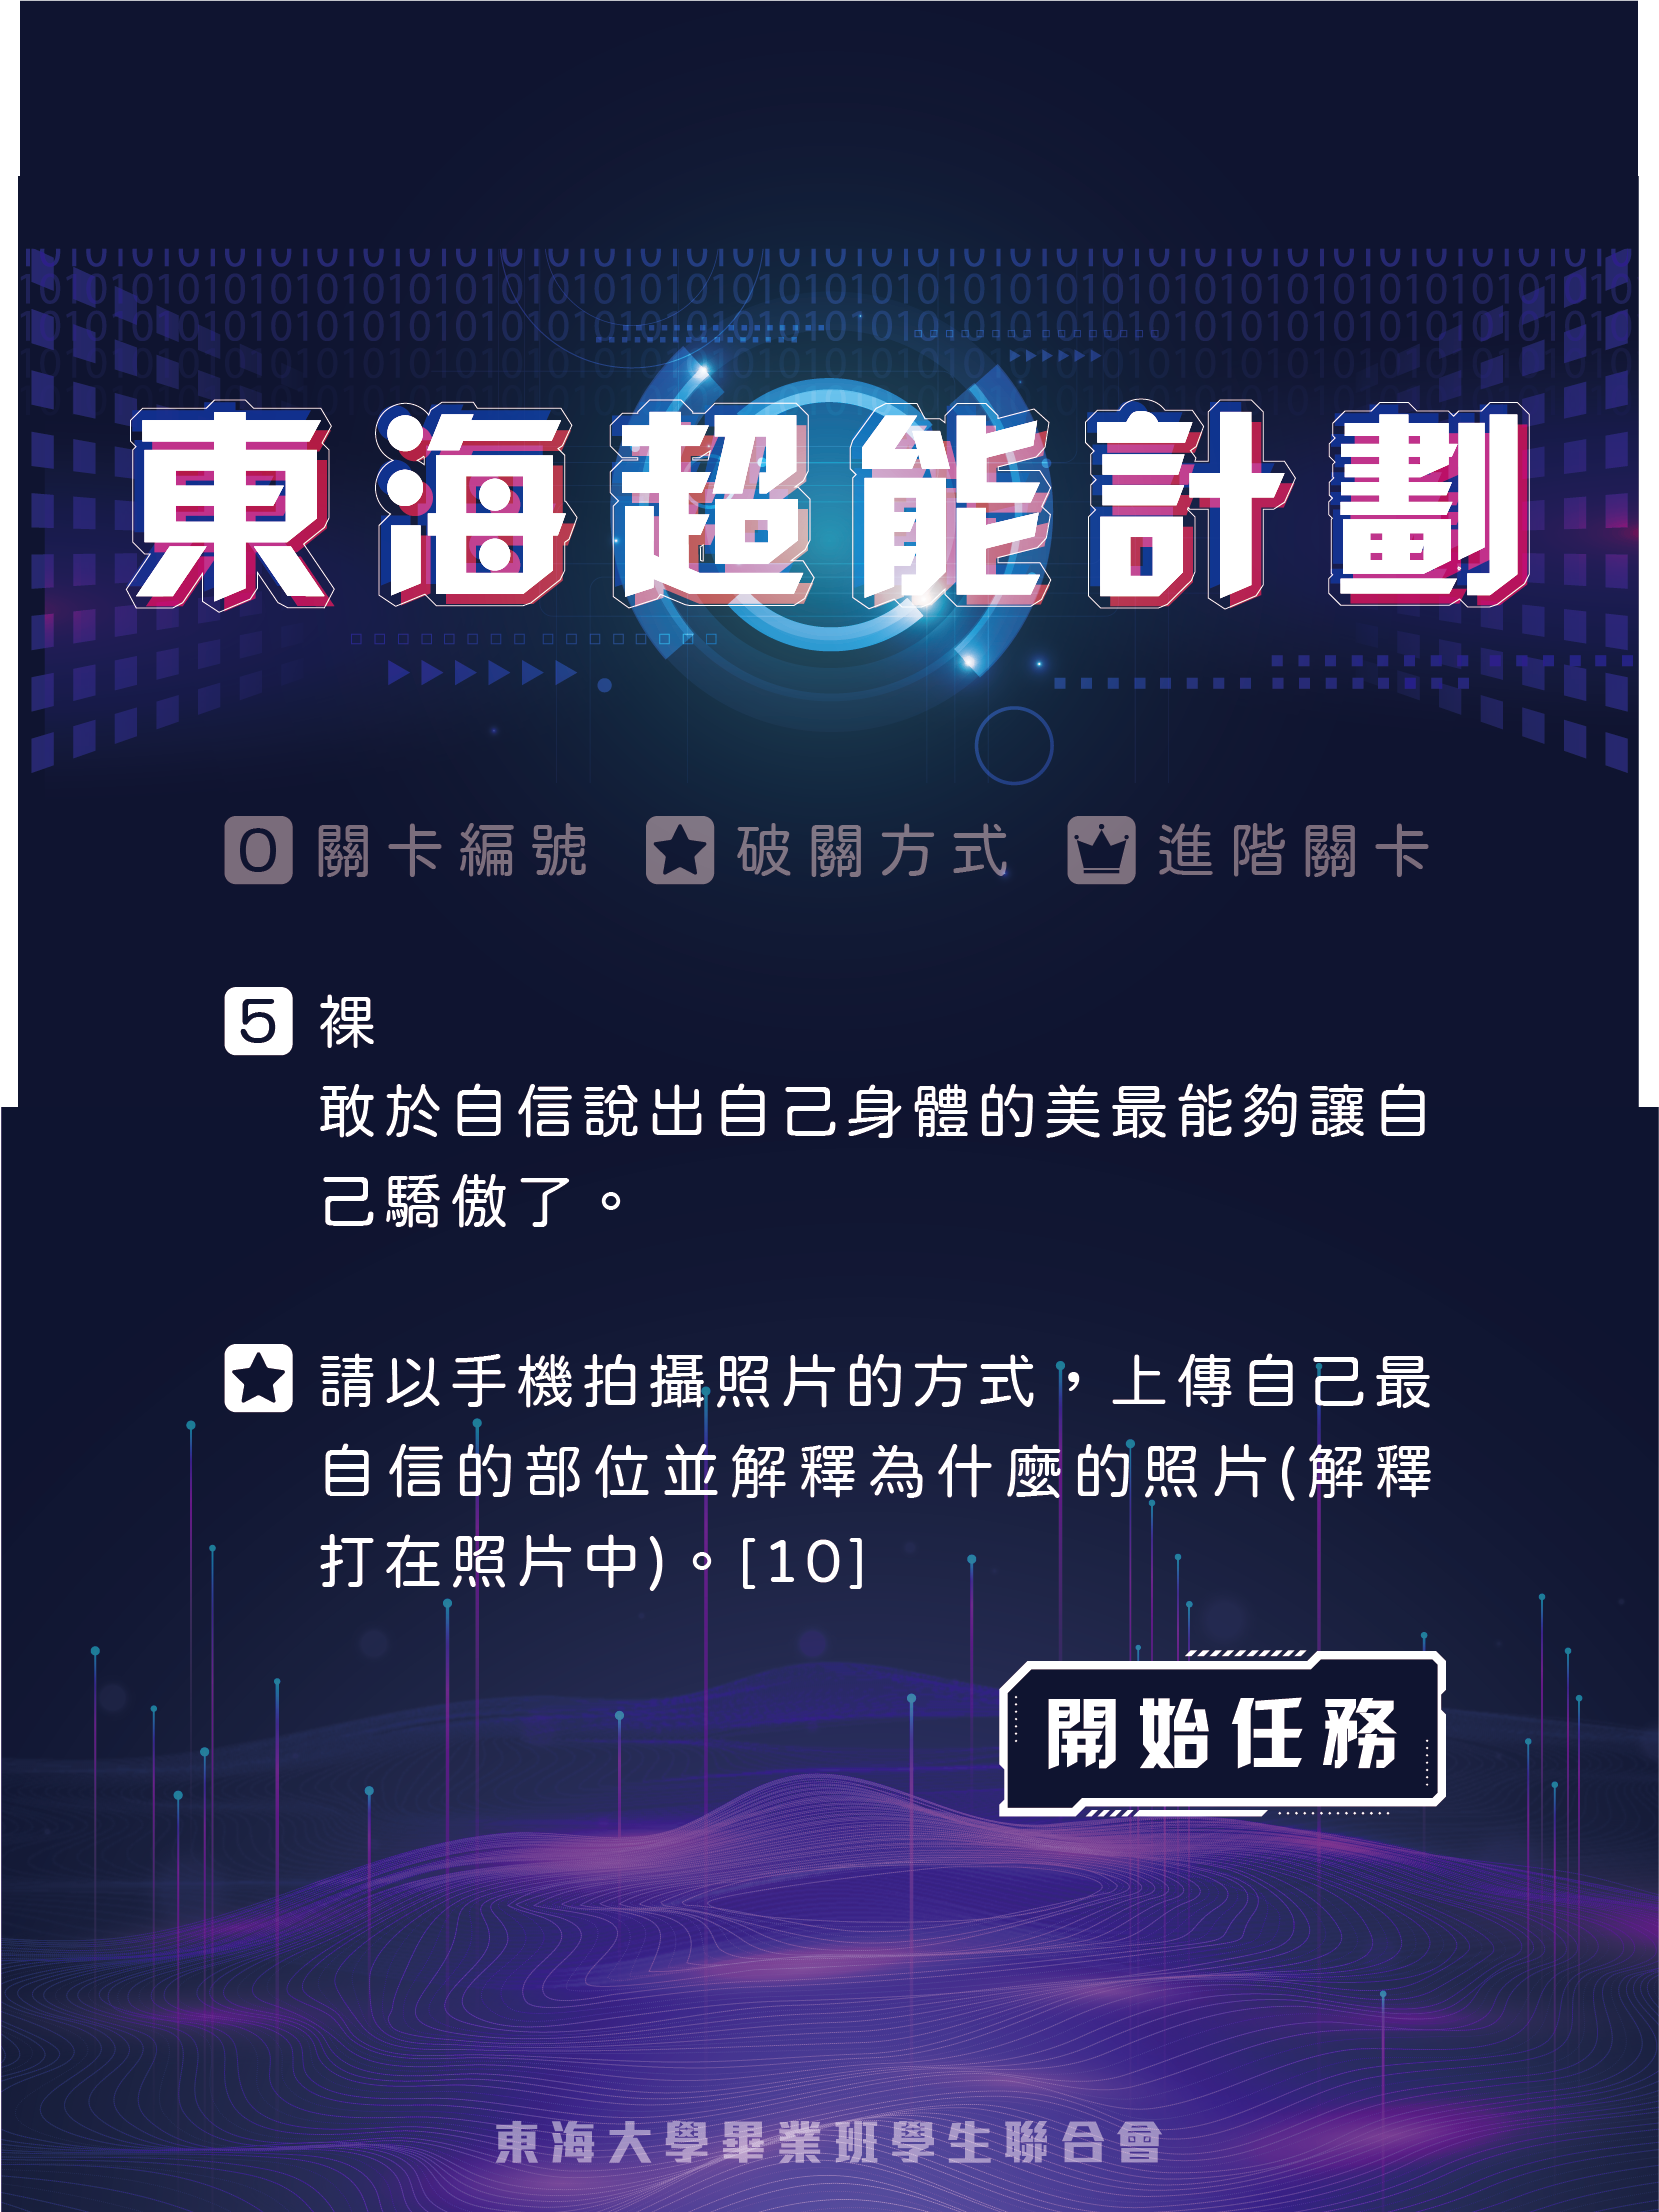 東海超能計劃
0 關卡編號 ★ 破關方式 進階關卡
5 裸
敢於自信說出自己身體的美最能夠讓自
己驕傲了。
★ 請以手機拍攝照片的方式，上傳自己最
自信的部位並解釋為什麼的照片(解釋
打在照片中)。[10]
開始任務
東海大學畢業班學生聯合會